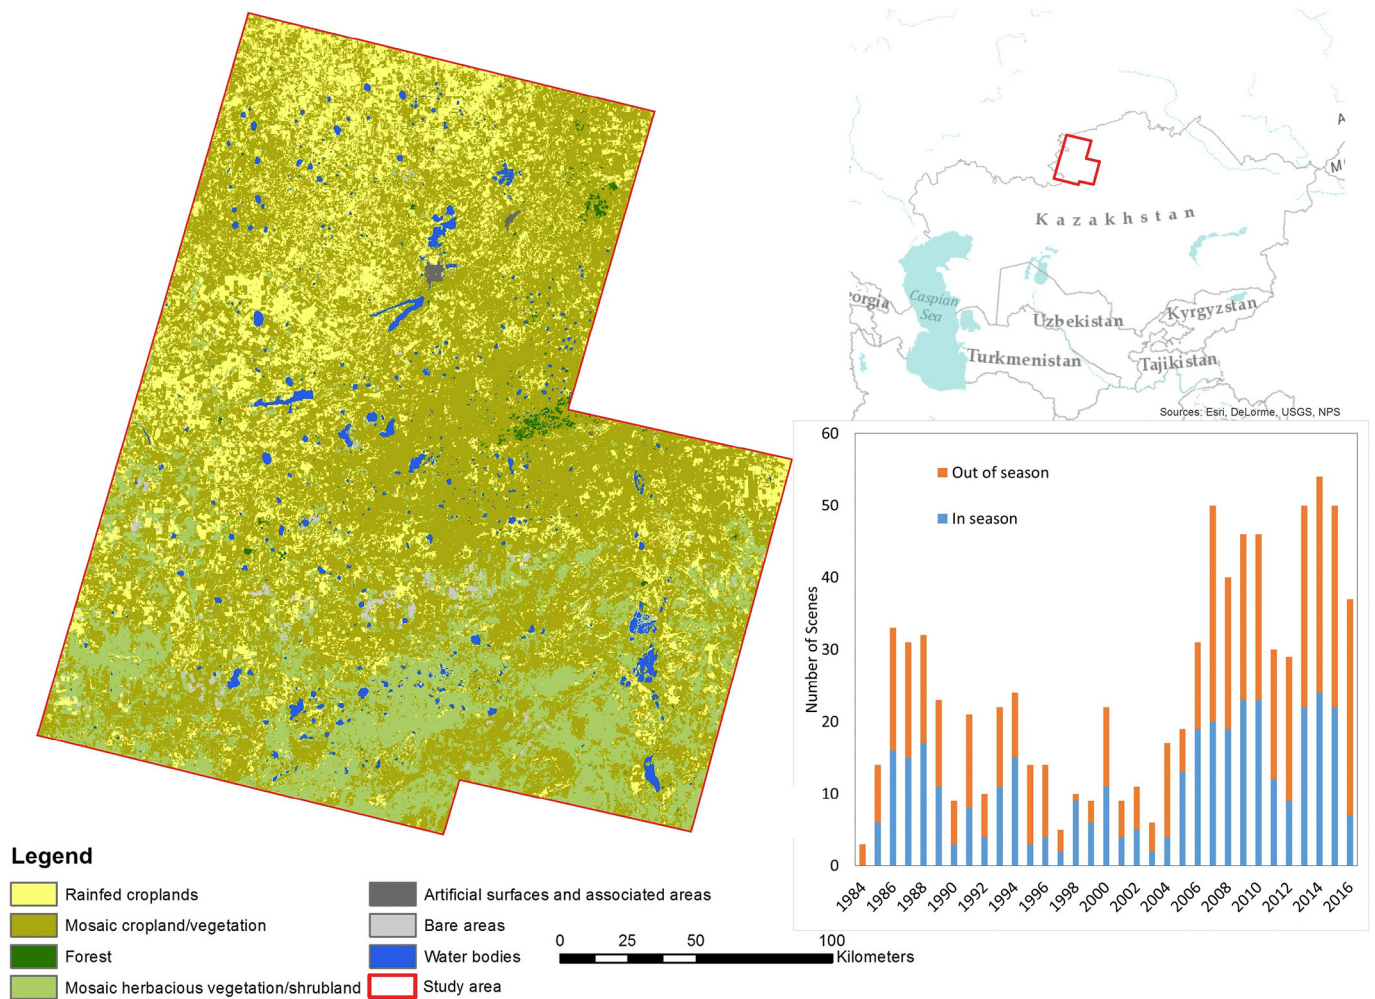 A
M
Kazakhstan
orgia
Caspian
Sea
Uzbekistan
Kyrgyzstan
Turkmenistan
Tajikistan
Sources: Esri, DeLorme, USGS, NPS
60
50
40
30
20
10
0
Number of Scenes
Out of season
In season
1984
1986
1988
1990
1992
1994
1996
1998
2000
2002
2004
2006
2008
2010
2012
2014
2016
Legend
Rainfed croplands
Mosaic cropland/vegetation
Forest
Mosaic herbacious vegetation/shrubland
Artificial surfaces and associated areas
Bare areas
Water bodies
Study area
0 25 50 100
Kilometers